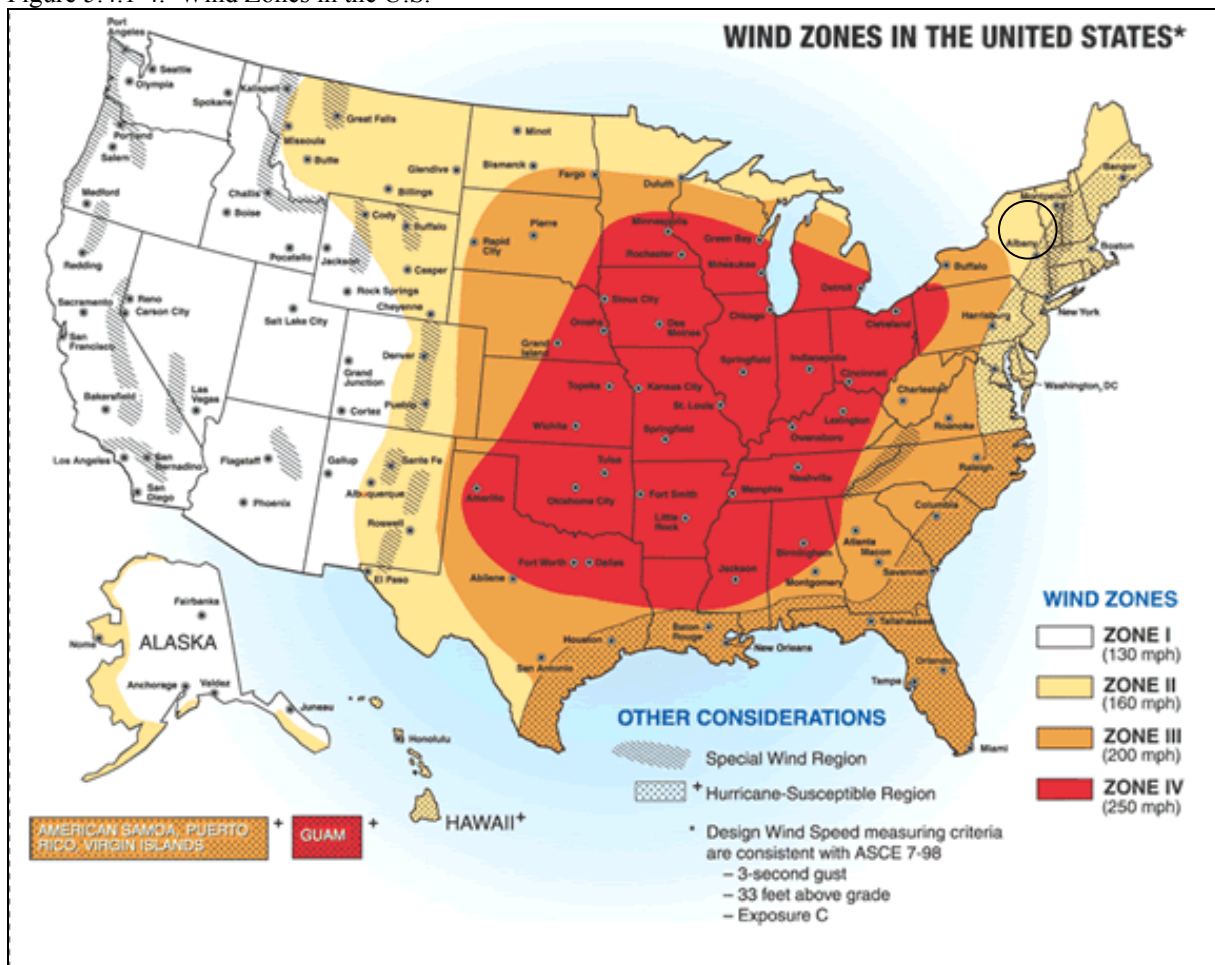 Figure 5.4.1-4. Wind Zones in the U.S.
WIND ZONES IN THE UNITED STATES*
Port
Angeles
Seattle
Olympia
Spokane
Kalispell
Great Falls
Minot
Portland
Salem
Missoula
Butte
Glendive
Bismarck
Fargo
Duluth
Bangor
Montpelier
Medford
Challis
Boise
Billings
Cody
Buffalo
Pierre
Rapid
City
Minneapolis
Rochester
Green Bay
Milwaukee
Detroit
Buffalo
Albany
Boston
Redding
Pocatello
Jackson
Casper
Rock Springs
Cheyenne
Sioux City
Omaha
Des
Moines
Chicago
Cleveland
Harrisburg
New York
Sacramento
Reno
Carson City
San
Francisco
Salt Lake City
Grand
Island
Denver
Grand
Junction
Springfield
Indianapolis
Cincinnati
Charleston
Washington, DC
Bakersfield
Las
Vegas
Cortez
Pueblo
Topeka
Kansas City
St. Louis
Lexington
Roanoke
Wichita
Springfield
Owensboro
Raleigh
Los Angeles
San
Bernadino
San
Diego
Flagstaff
Gallup
Sante Fe
Albuquerque
Tulsa
Nashville
Phoenix
Amarillo
Oklahoma City
Fort Smith
Memphis
Columbia
Roswell
Little
Rock
Atlanta
Macon
El Paso
Fort Worth
Dallas
Birmingham
Savannah
Abilene
Jackson
Montgomery
Fairbanks
Nome
ALASKA
Anchorage
Valdez
Juneau
Houston
Baton
Rouge
New Orleans
Tallahassee
San Antonio
Orlando
Tampa
Miami
Honolulu
HAWAII+
AMERICAN SAMOA, PUERTO
RICO, VIRGIN ISLANDS
+
GUAM
+
OTHER CONSIDERATIONS
Special Wind Region
+ Hurricane-Susceptible Region
* Design Wind Speed measuring criteria
are consistent with ASCE 7-98
– 3-second gust
– 33 feet above grade
– Exposure C
WIND ZONES
ZONE I
(130 mph)
ZONE II
(160 mph)
ZONE III
(200 mph)
ZONE IV
(250 mph)